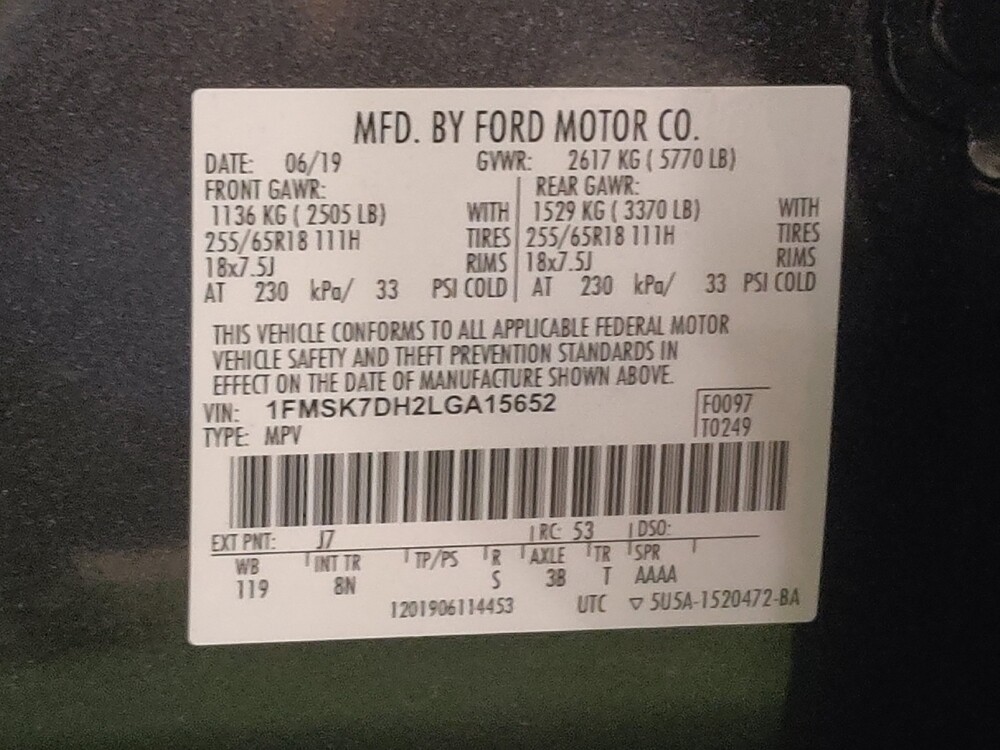 MFD. BY FORD MOTOR CO.
DATE: 06/19 GVWR: 2617 KG ( 5770 LB)
FRONT GAWR: REAR GAWR:
1136 KG ( 2505 LB) WITH 1529 KG ( 3370 LB) WITH
255/65R18 111H TIRES 255/65R18 111H TIRES
18x7.5J RIMS 18x7.5J RIMS
AT 230 kPa/ 33 PSI COLD AT 230 kPa/ 33 PSI COLD
THIS VEHICLE CONFORMS TO ALL APPLICABLE FEDERAL MOTOR
VEHICLE SAFETY AND THEFT PREVENTION STANDARDS IN
EFFECT ON THE DATE OF MANUFACTURE SHOWN ABOVE.
VIN: 1FMSK7DH2LGA15652 F0097
TYPE: MPV T0249
EXT PNT: J7 RC: 53 DSO:
WB INT TR TP/PS R AXLE TR SPR
119 8N S 3B T AAAA
1201906114453 UTC ▽ 5U5A-1520472-BA